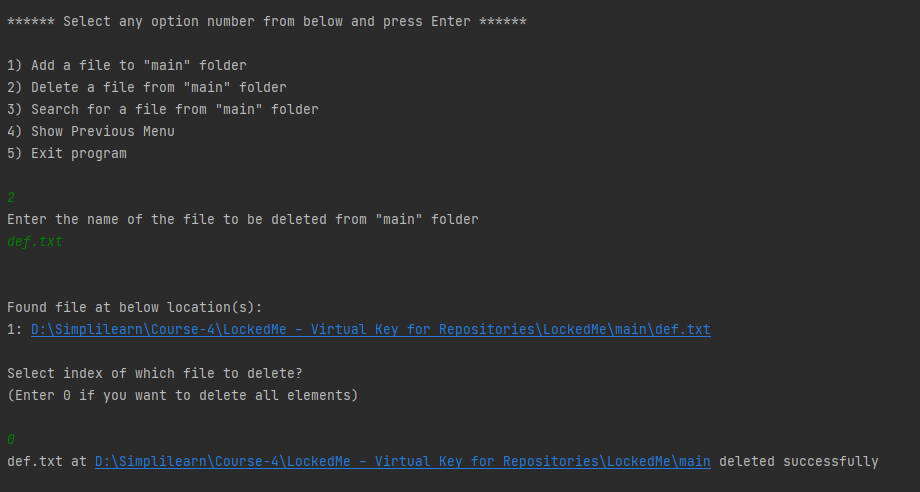 ****** Select any option number from below and press Enter ******
1) Add a file to "main" folder
2) Delete a file from "main" folder
3) Search for a file from "main" folder
4) Show Previous Menu
5) Exit program
2
Enter the name of the file to be deleted from "main" folder
def.txt
Found file at below location(s):
1: D:\Simplilearn\Course-4\LockedMe – Virtual Key for Repositories\LockedMe\main\def.txt
Select index of which file to delete?
(Enter 0 if you want to delete all elements)
0
def.txt at D:\Simplilearn\Course-4\LockedMe – Virtual Key for Repositories\LockedMe\main deleted successfully